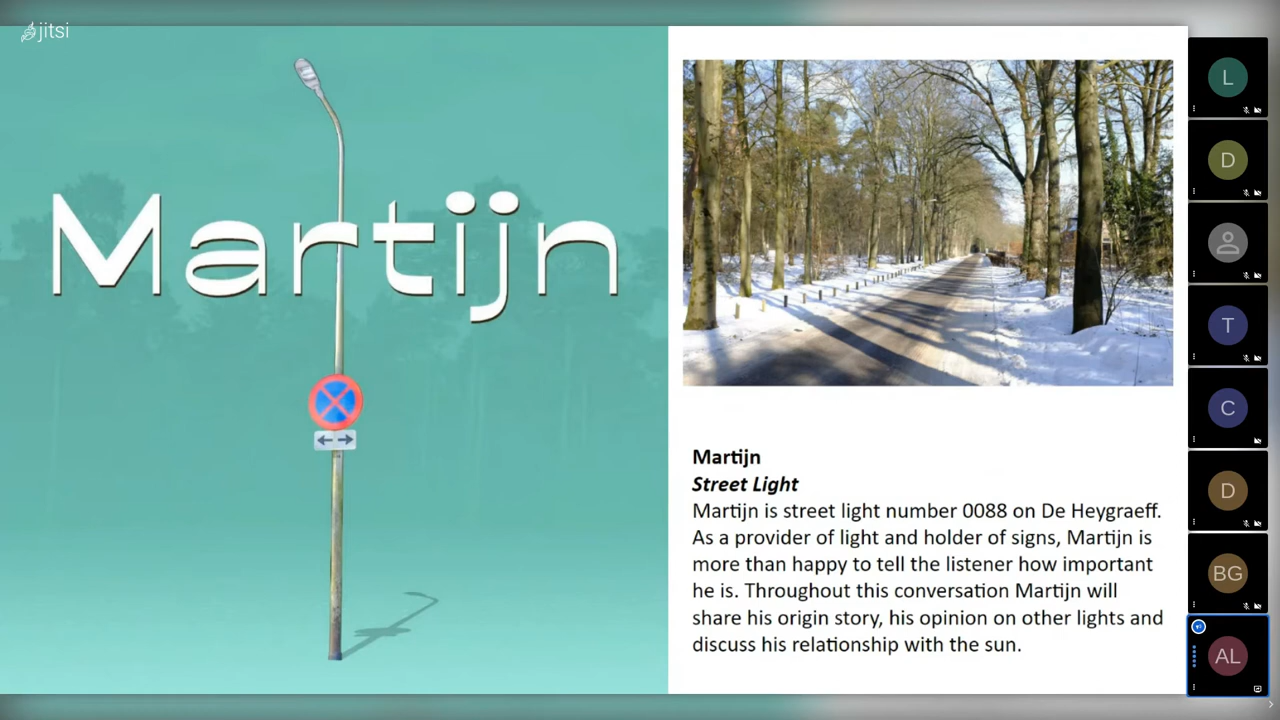 jitsi
Martijn
Martijn
Street Light
Martijn is street light number 0088 on De Heygraeff.
As a provider of light and holder of signs, Martijn is
more than happy to tell the listener how important
he is. Throughout this conversation Martijn will
share his origin story, his opinion on other lights and
discuss his relationship with the sun.
L
D
T
C
D
BG
AL